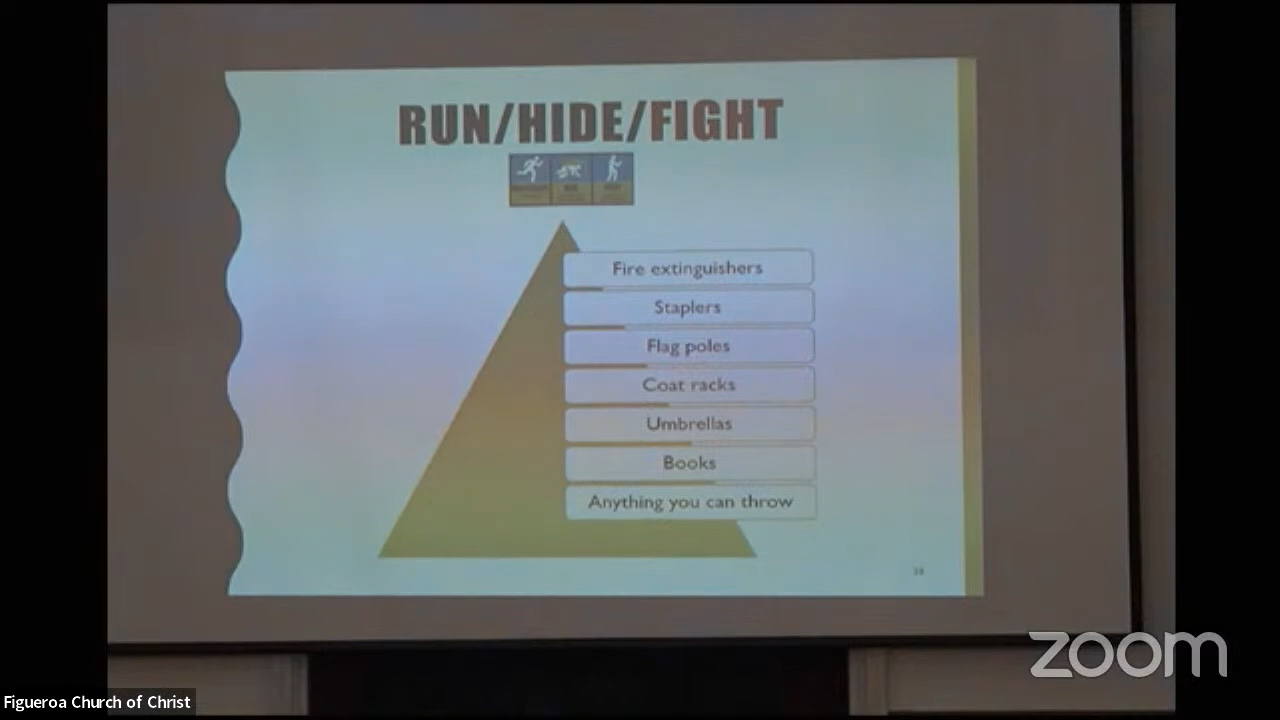 RUN/HIDE/FIGHT
Fire extinguishers
Staplers
Flag poles
Coat racks
Umbrellas
Books
Anything you can throw
zoom
Figueroa Church of Christ